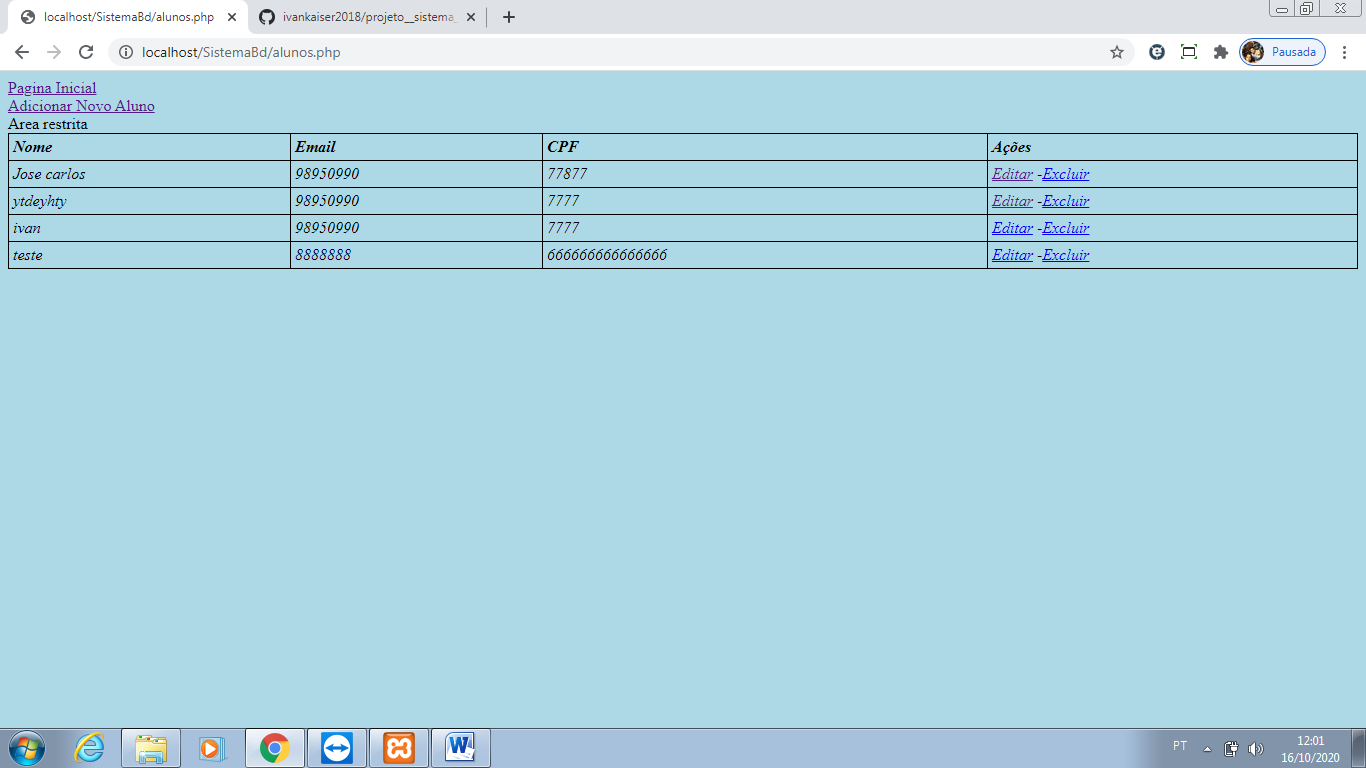 localhost/SistemaBd/alunos.php
ivankaiser2018/projeto__sistema_
localhost/SistemaBd/alunos.php
Pausada
Pagina Inicial
Adicionar Novo Aluno
Area restrita
Nome Email CPF Ações
Jose carlos 98950990 77877 Editar -Excluir
ytdeyhty 98950990 7777 Editar -Excluir
ivan 98950990 7777 Editar -Excluir
teste 8888888 666666666666666 Editar -Excluir
PT
12:01
16/10/2020